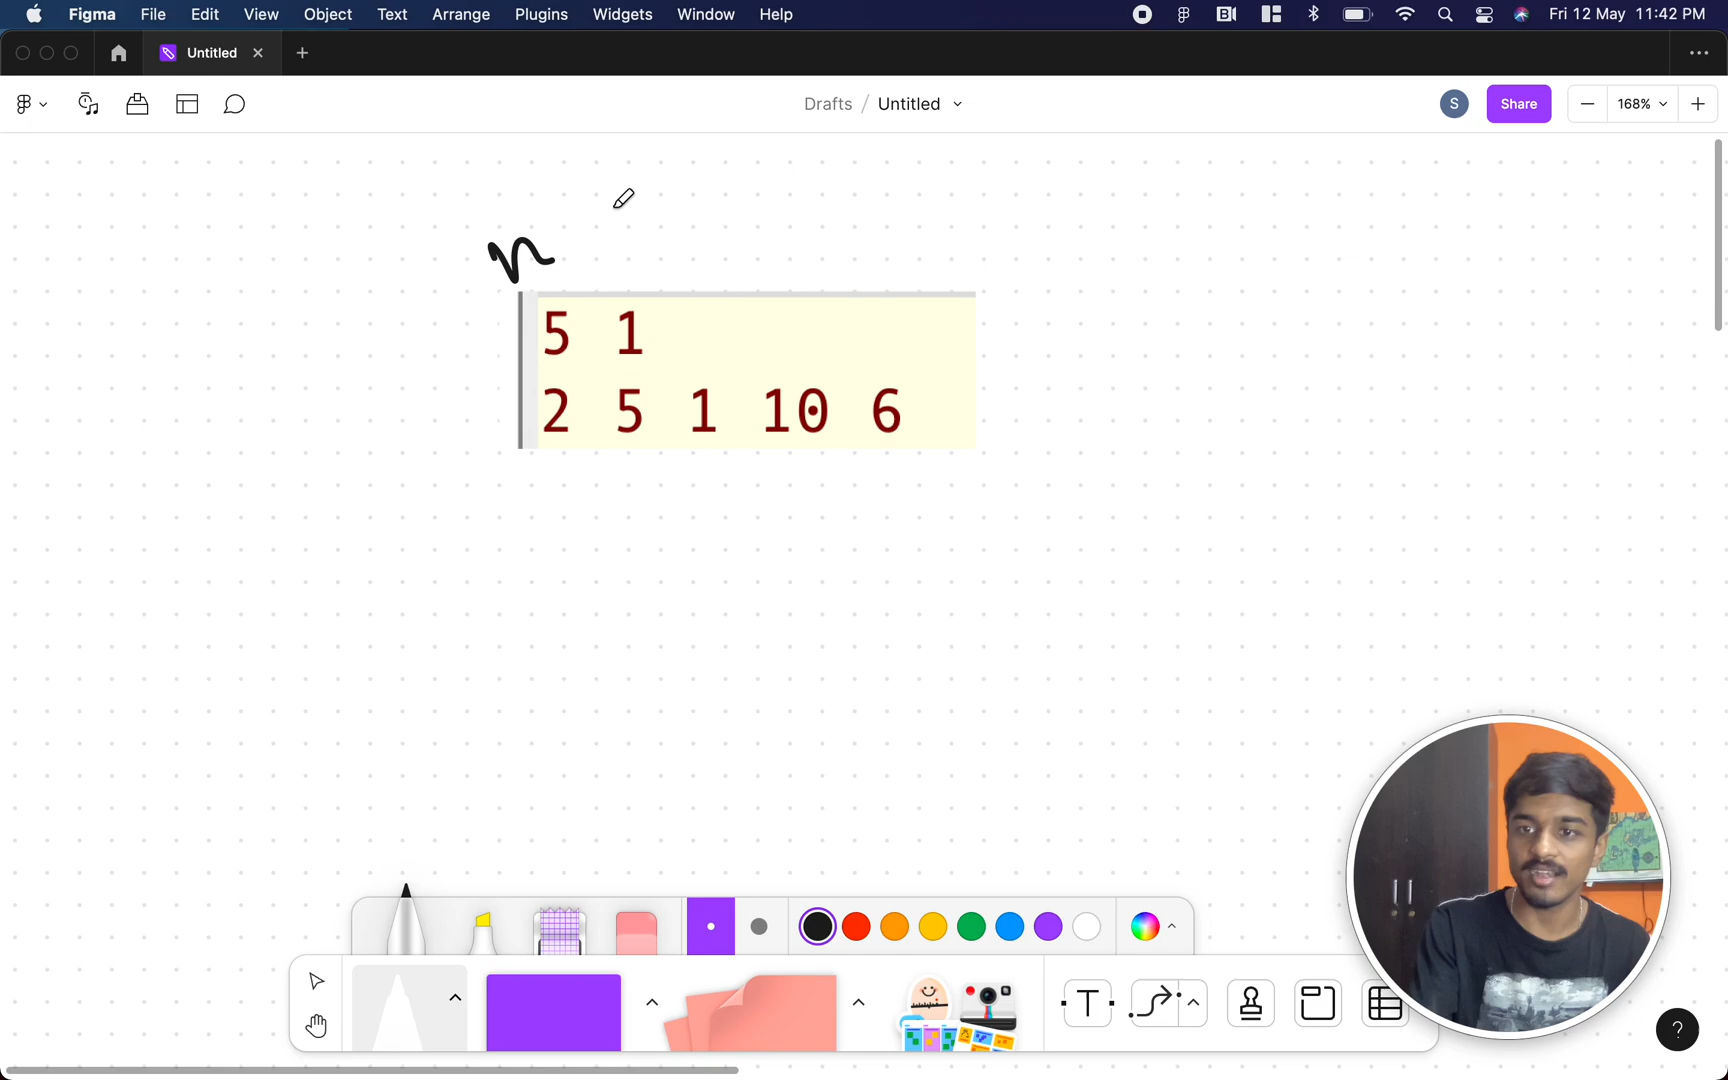 Figma File Edit View Object Text Arrange Plugins Widgets Window Help Fri 12 May 11:42 PM
Untitled
Drafts / Untitled
S Share 168%
n
5 1
2 5 1 10 6
T
?